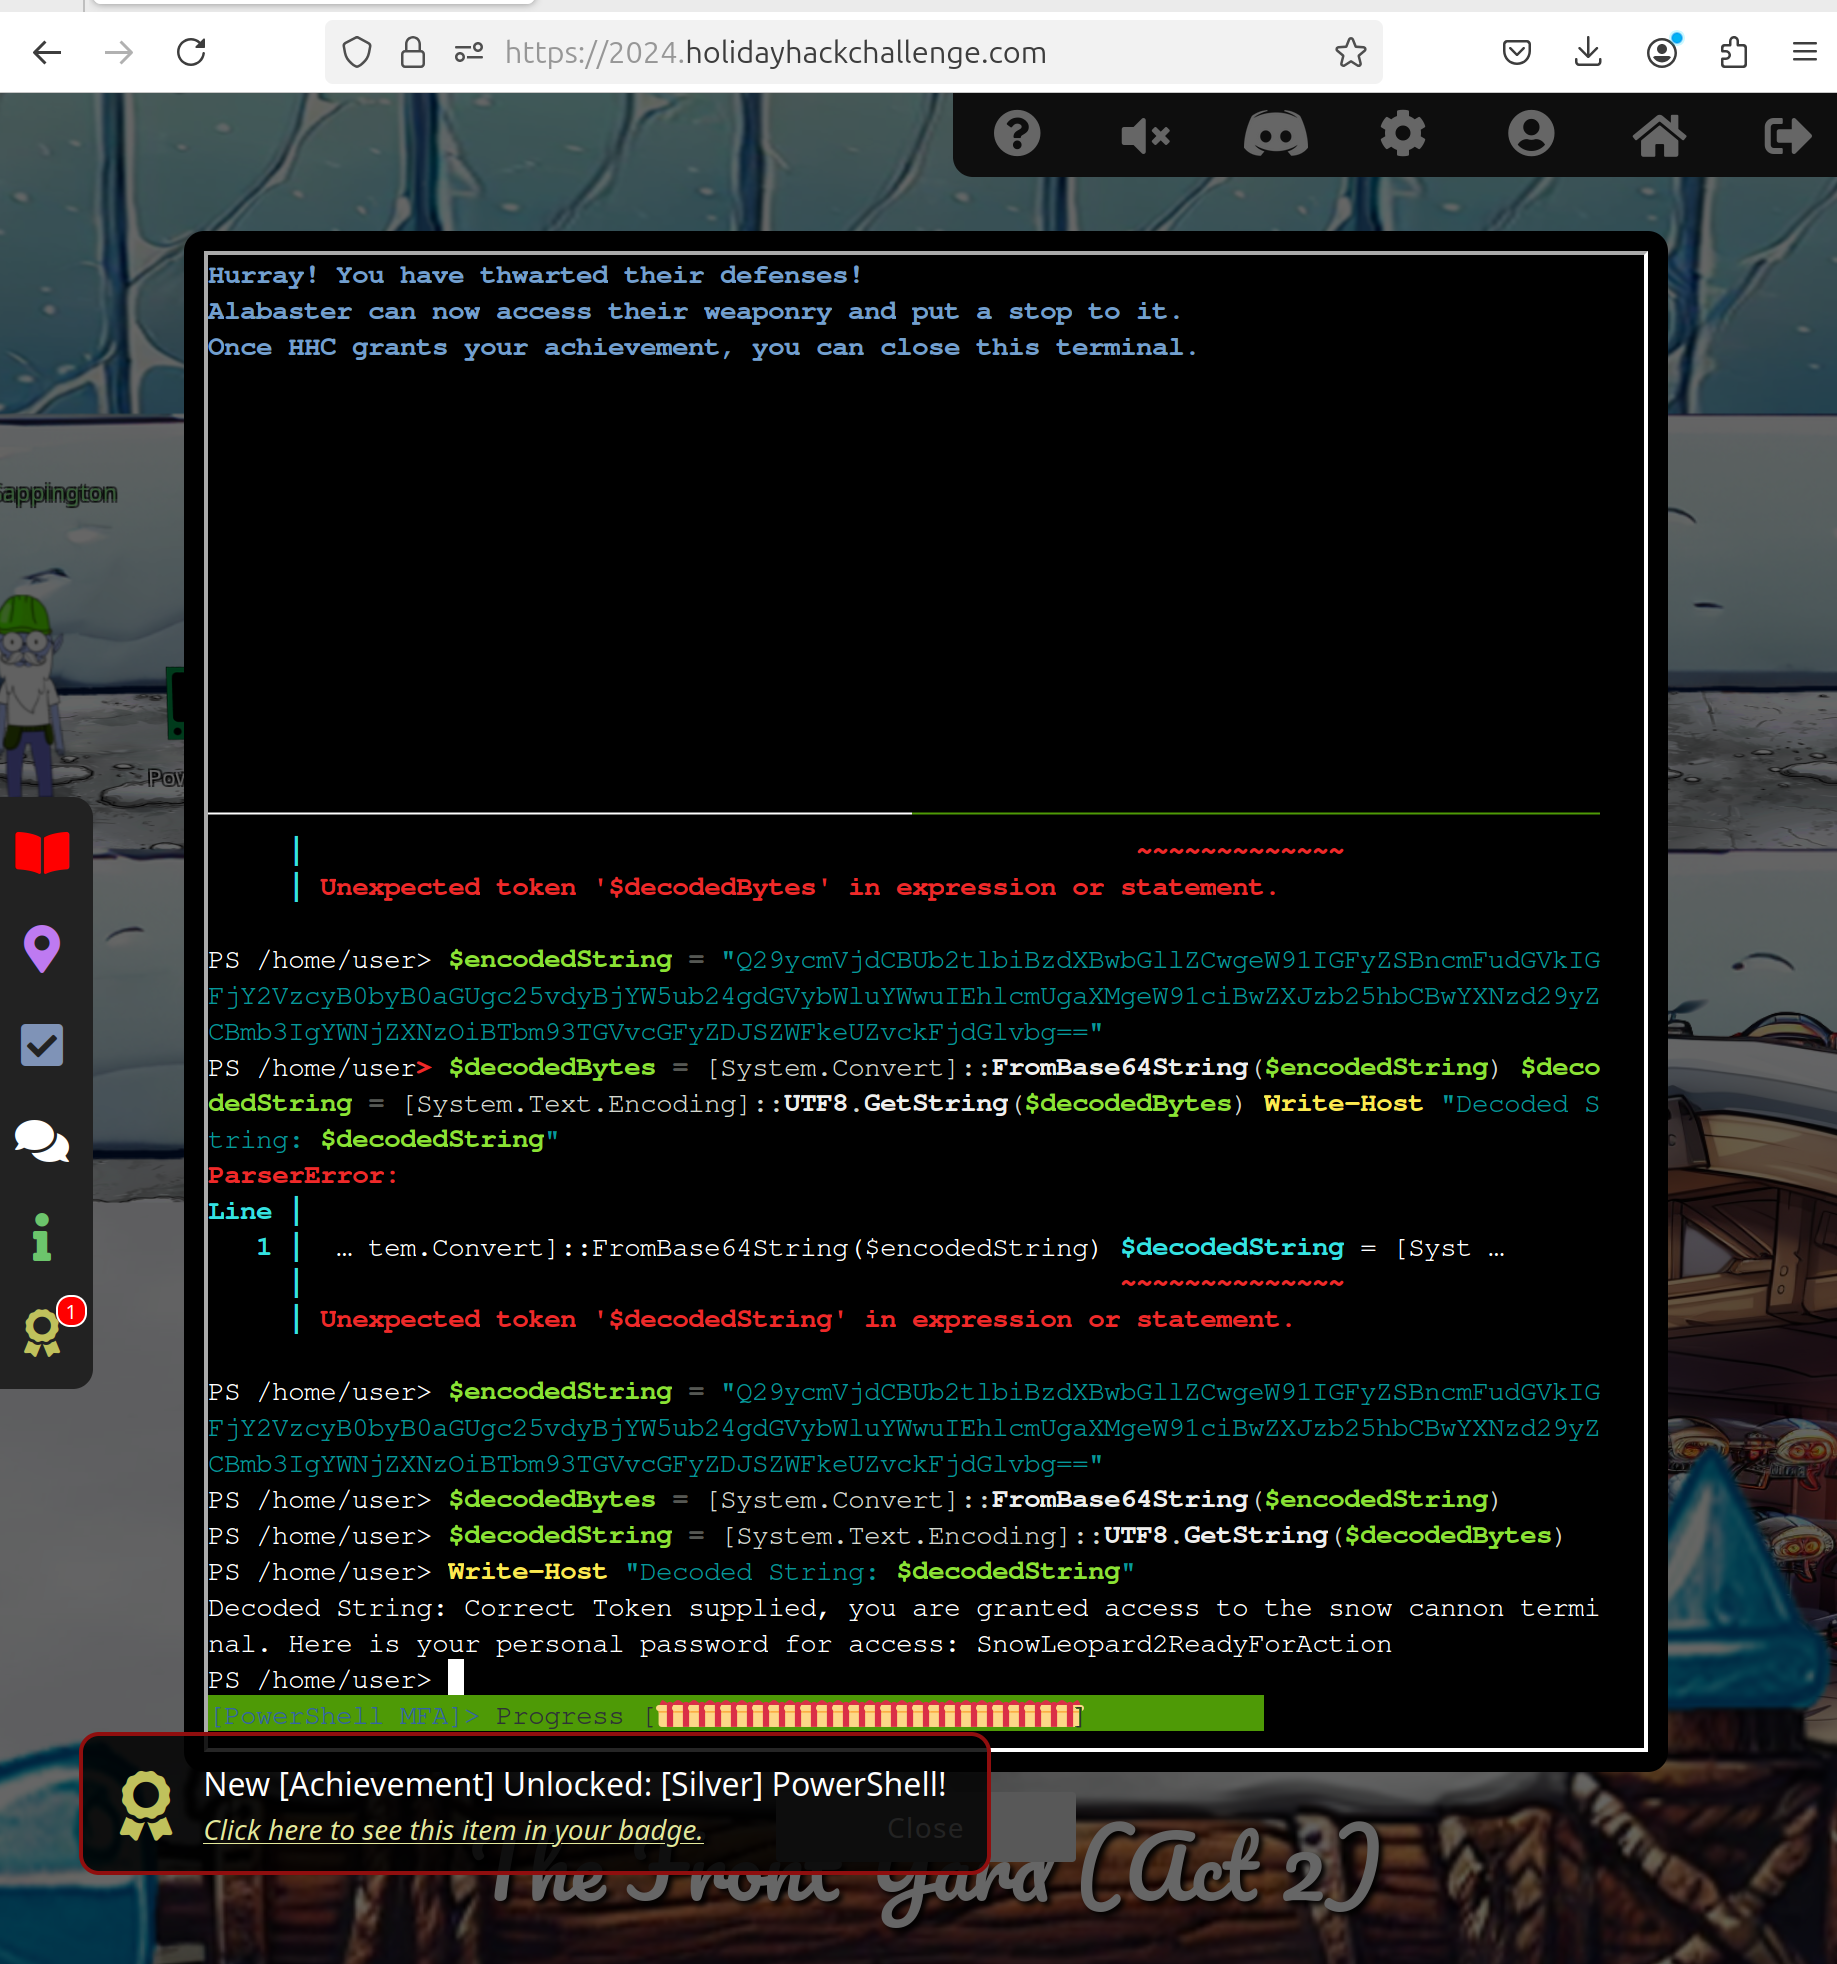 https://2024.holidayhackchallenge.com
Hurray! You have thwarted their defenses!
Alabaster can now access their weaponry and put a stop to it.
Once HHC grants your achievement, you can close this terminal.
appington
Pow
| ~~~~~~~~~~~~~
| Unexpected token '$decodedBytes' in expression or statement.
PS /home/user> $encodedString = "Q29ycmVjdCBUb2tlbiBzdXBwbGllZCwgeW91IGFyZSBncmFudGVkIG
FjY2VzcyB0byB0aGUgc25vdyBjYW5ub24gdGVybWluYWwuIEhlcmUgaXMgeW91ciBwZXJzb25hbCBwYXNzd29yZ
CBmb3IgYWNjZXNzOiBTbm93TGVvcGFyZDJSZWFkeUZvckFjdGlvbg=="
PS /home/user> $decodedBytes = [System.Convert]::FromBase64String($encodedString) $deco
dedString = [System.Text.Encoding]::UTF8.GetString($decodedBytes) Write-Host "Decoded S
tring: $decodedString"
ParserError:
Line |
1 | … tem.Convert]::FromBase64String($encodedString) $decodedString = [Syst …
| ~~~~~~~~~~~~~~
| Unexpected token '$decodedString' in expression or statement.
PS /home/user> $encodedString = "Q29ycmVjdCBUb2tlbiBzdXBwbGllZCwgeW91IGFyZSBncmFudGVkIG
FjY2VzcyB0byB0aGUgc25vdyBjYW5ub24gdGVybWluYWwuIEhlcmUgaXMgeW91ciBwZXJzb25hbCBwYXNzd29yZ
CBmb3IgYWNjZXNzOiBTbm93TGVvcGFyZDJSZWFkeUZvckFjdGlvbg=="
PS /home/user> $decodedBytes = [System.Convert]::FromBase64String($encodedString)
PS /home/user> $decodedString = [System.Text.Encoding]::UTF8.GetString($decodedBytes)
PS /home/user> Write-Host "Decoded String: $decodedString"
Decoded String: Correct Token supplied, you are granted access to the snow cannon termi
nal. Here is your personal password for access: SnowLeopard2ReadyForAction
PS /home/user>
[PowerShell MFA]> Progress [ ]
1
New [Achievement] Unlocked: [Silver] PowerShell!
Click here to see this item in your badge.
Close
The Front Yard (Act 2)